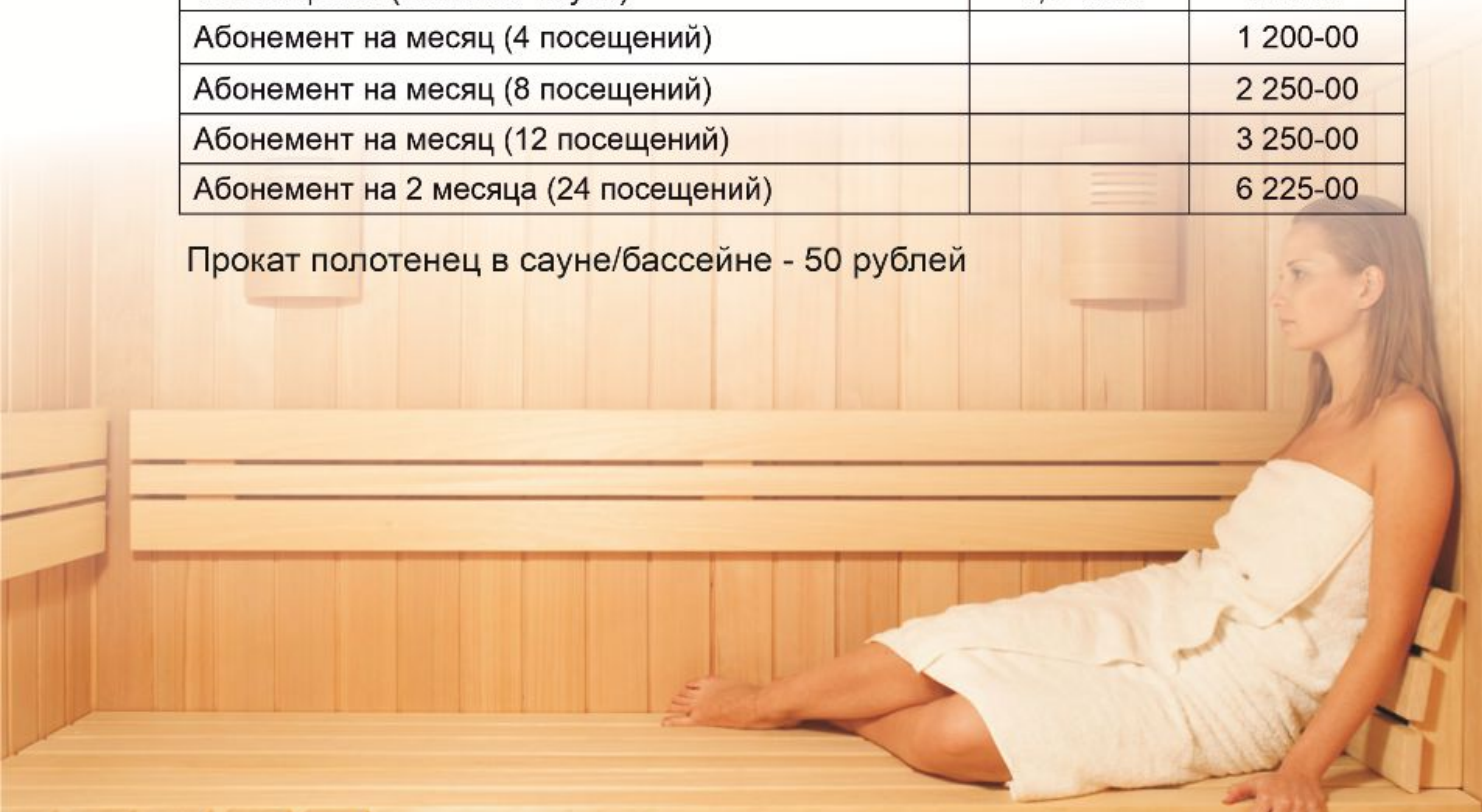 Абонемент на месяц (4 посещений) 1 200-00
Абонемент на месяц (8 посещений) 2 250-00
Абонемент на месяц (12 посещений) 3 250-00
Абонемент на 2 месяца (24 посещений) 6 225-00
Прокат полотенец в сауне/бассейне - 50 рублей